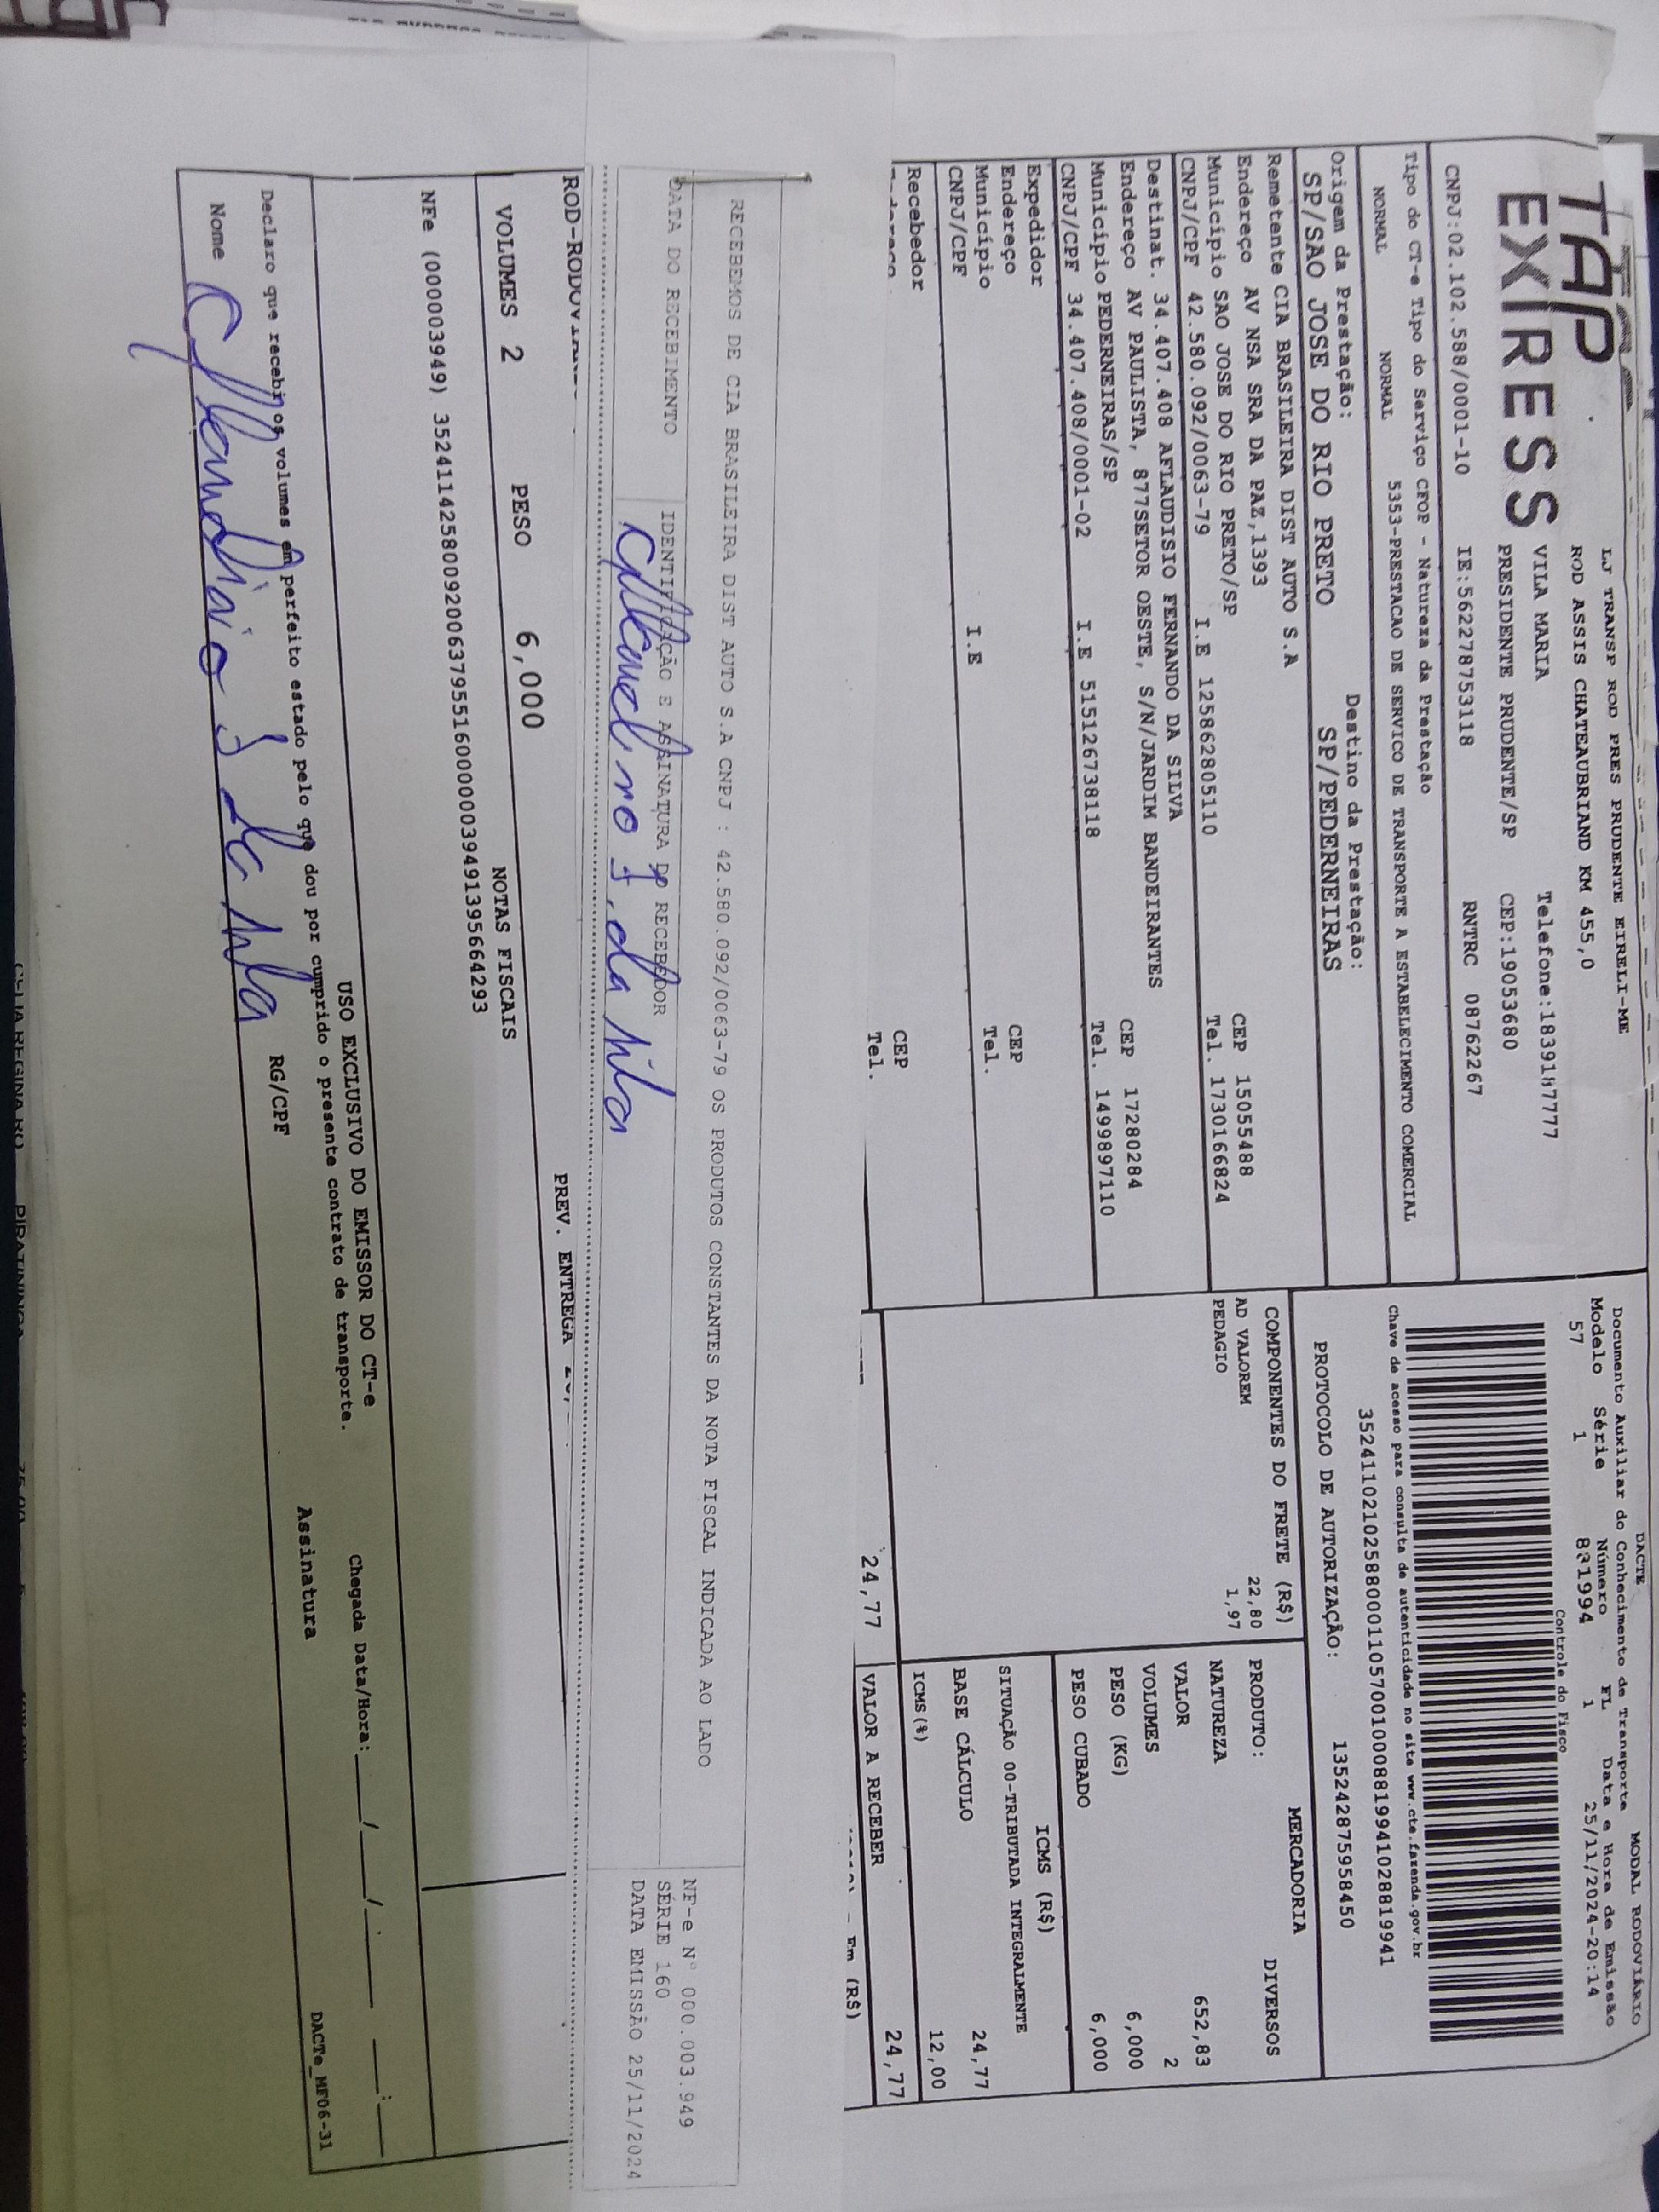 TAP
EXPRESS
LJ TRANSP ROD PRES PRUDENTE EIRELI-ME
ROD ASSIS CHATEAUBRIAND KM 455,0
VILA MARIA Telefone:1839187777
PRESIDENTE PRUDENTE/SP CEP:19053680
CNPJ:02.102.588/0001-10 IE:562278753118 RNTRC 08762267
DACTE MODAL RODOVIÁRIO
Documento Auxiliar do Conhecimento de Transporte
Modelo Série Número FL Data e Hora de Emissão
57 1 881994 1 25/11/2024-20:14
Controle do Fisco
Chave de acesso para consulta de autenticidade no site www.cte.fazenda.gov.br
35241102102588000110570010008819941028819941
PROTOCOLO DE AUTORIZAÇÃO: 135242875958450
Tipo do CT-e Tipo do Serviço CFOP - Natureza da Prestação
NORMAL NORMAL 5353-PRESTACAO DE SERVICO DE TRANSPORTE A ESTABELECIMENTO COMERCIAL
Origem da Prestação: Destino da Prestação:
SP/SAO JOSE DO RIO PRETO SP/PEDERNEIRAS
Remetente CIA BRASILEIRA DIST AUTO S.A
Endereço AV NSA SRA DA PAZ,1393 CEP 15055488
Município SAO JOSE DO RIO PRETO/SP Tel. 1730166824
CNPJ/CPF 42.580.092/0063-79 I.E 125862805110
Destinat. 34.407.408 AFLAUDISIO FERNANDO DA SILVA
Endereço AV PAULISTA, 877SETOR OESTE, S/N/JARDIM BANDEIRANTES CEP 17280284
Município PEDERNEIRAS/SP Tel. 1499897110
CNPJ/CPF 34.407.408/0001-02 I.E 515126738118
Expedidor
Endereço CEP
Município Tel.
CNPJ/CPF I.E
Recebedor
CEP
Tel.
COMPONENTES DO FRETE (R$)
AD VALOREM 22,80
PEDAGIO 1,97
24,77
MERCADORIA
PRODUTO: DIVERSOS
NATUREZA
VALOR 652,83
VOLUMES 2
PESO (KG) 6,000
PESO CUBADO 6,000
ICMS (R$)
SITUAÇÃO 00-TRIBUTADA INTEGRALMENTE
BASE CÁLCULO 24,77
ICMS(%) 12,00
VALOR A RECEBER 24,77
Em (R$)
RECEBEMOS DE CIA BRASILEIRA DIST AUTO S.A CNPJ : 42.580.092/0063-79 OS PRODUTOS CONSTANTES DA NOTA FISCAL INDICADA AO LADO
DATA DO RECEBIMENTO IDENTIFICAÇÃO E ASSINATURA DO RECEBEDOR
da Silva
NF-e Nº 000.003.949
SÉRIE 160
DATA EMISSÃO 25/11/2024
PREV. ENTREGA
VOLUMES 2 PESO 6,000 NOTAS FISCAIS
NFe (000003949) 35241142580092006379551600000039491395664293
USO EXCLUSIVO DO EMISSOR DO CT-e
Declaro que recebi os volumes em perfeito estado pelo que dou por cumprido o presente contrato de transporte.
Chegada Data/Hora:___/___/____ ___:___
Nome da Silva RG/CPF Assinatura
DACTe_MF06-31